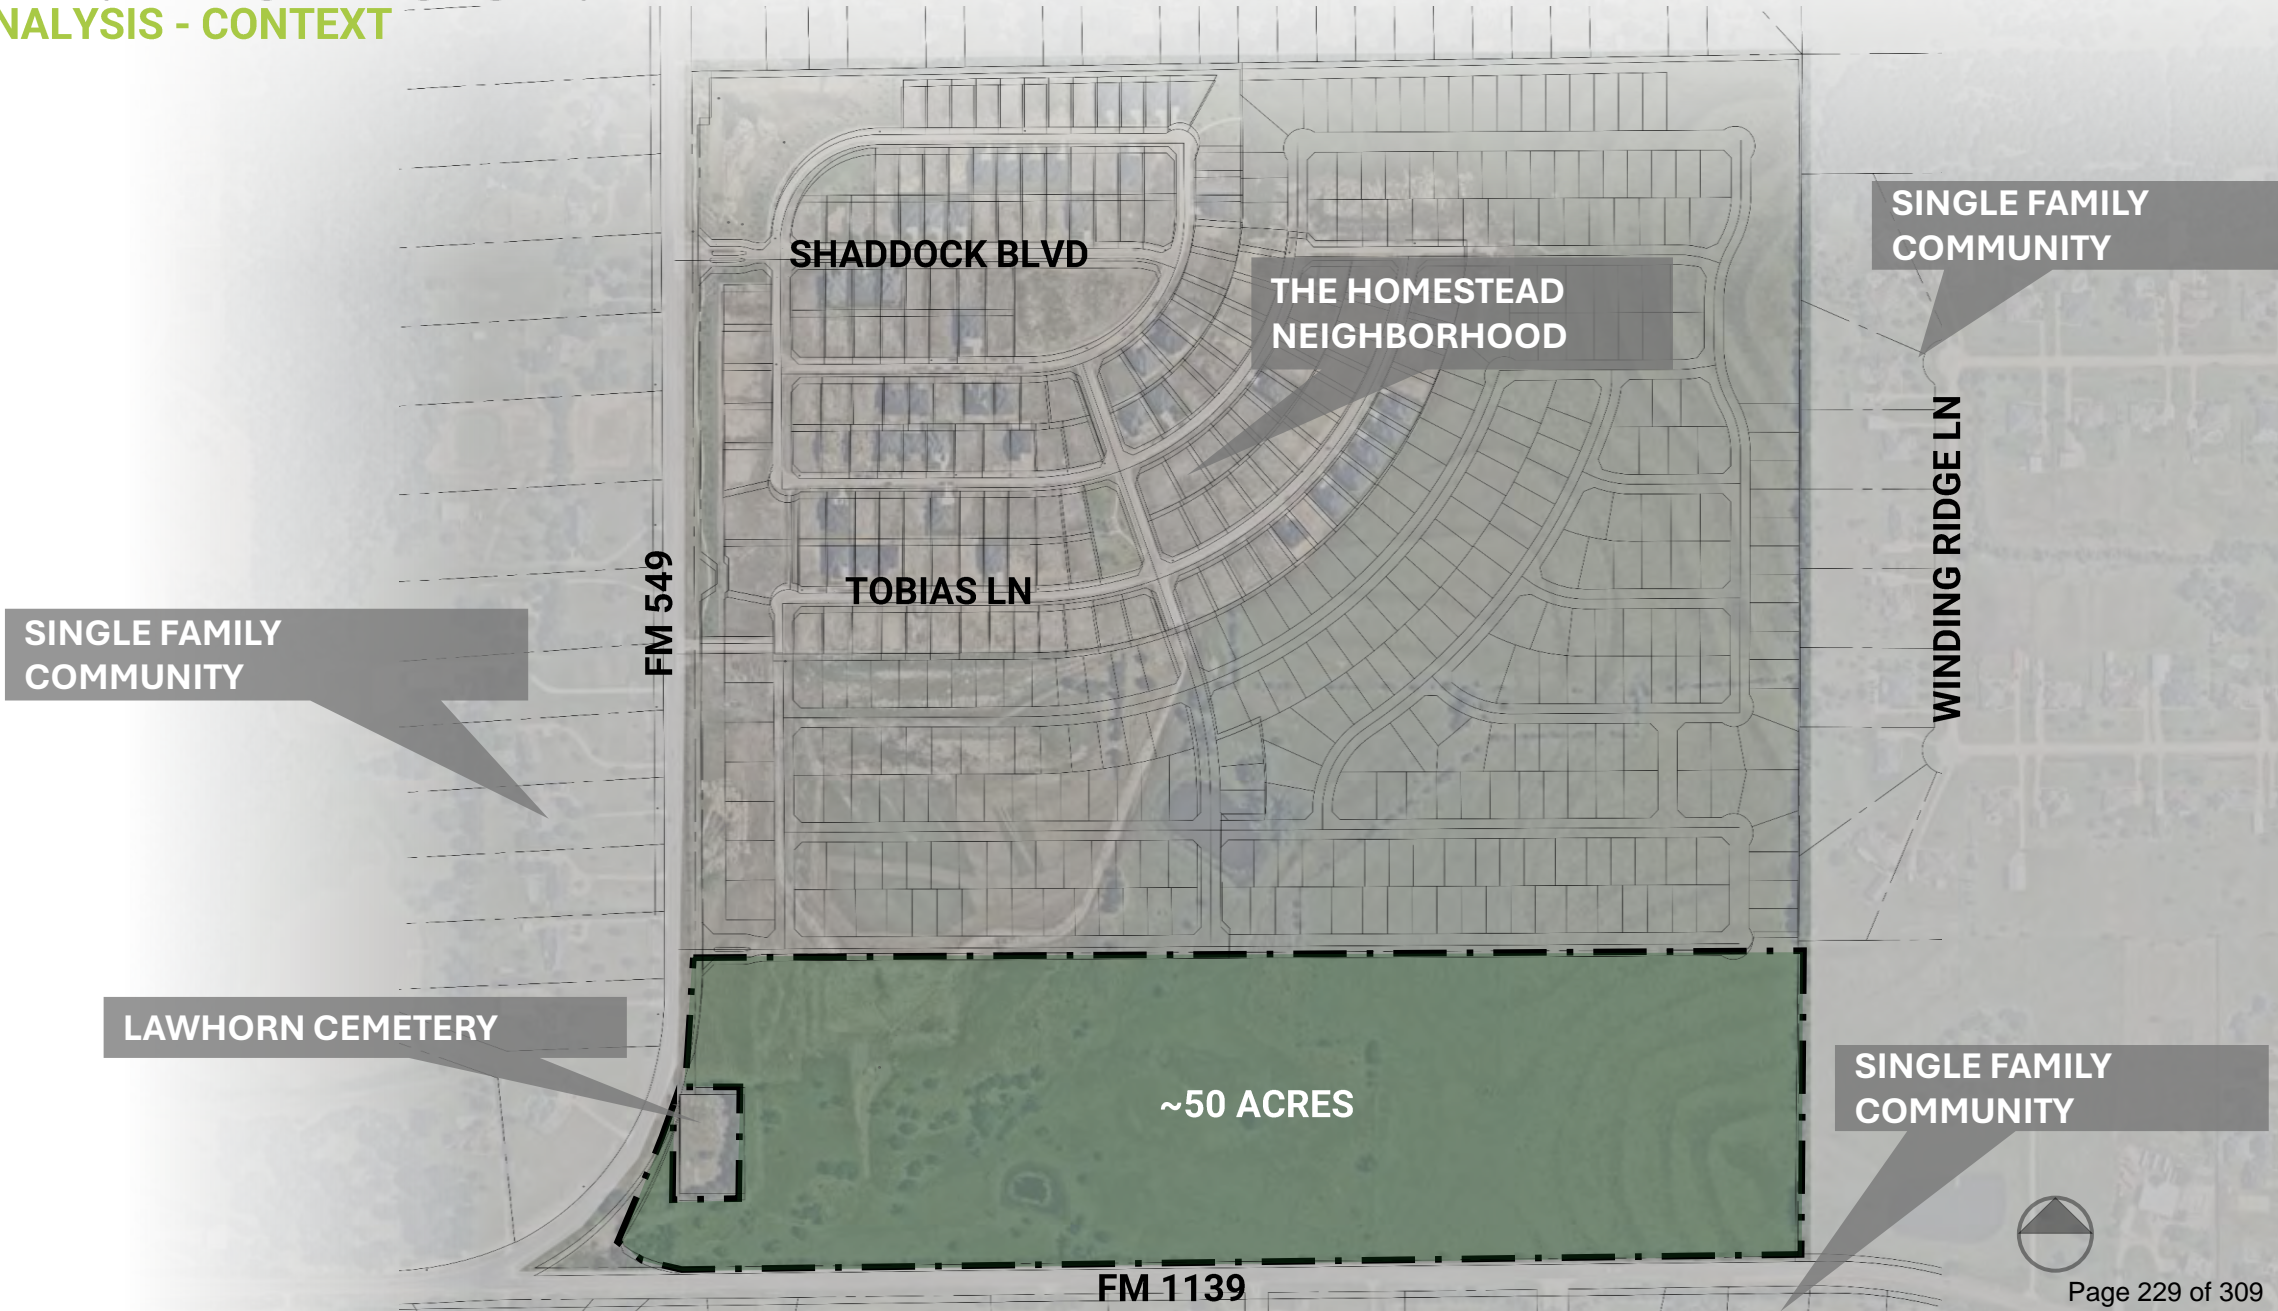 NALYSIS - CONTEXT
SINGLE FAMILY
COMMUNITY
SHADDOCK BLVD
THE HOMESTEAD
NEIGHBORHOOD
WINDING RIDGE LN
FM 549
TOBIAS LN
SINGLE FAMILY
COMMUNITY
LAWHORN CEMETERY
~50 ACRES
SINGLE FAMILY
COMMUNITY
FM 1139
Page 229 of 309